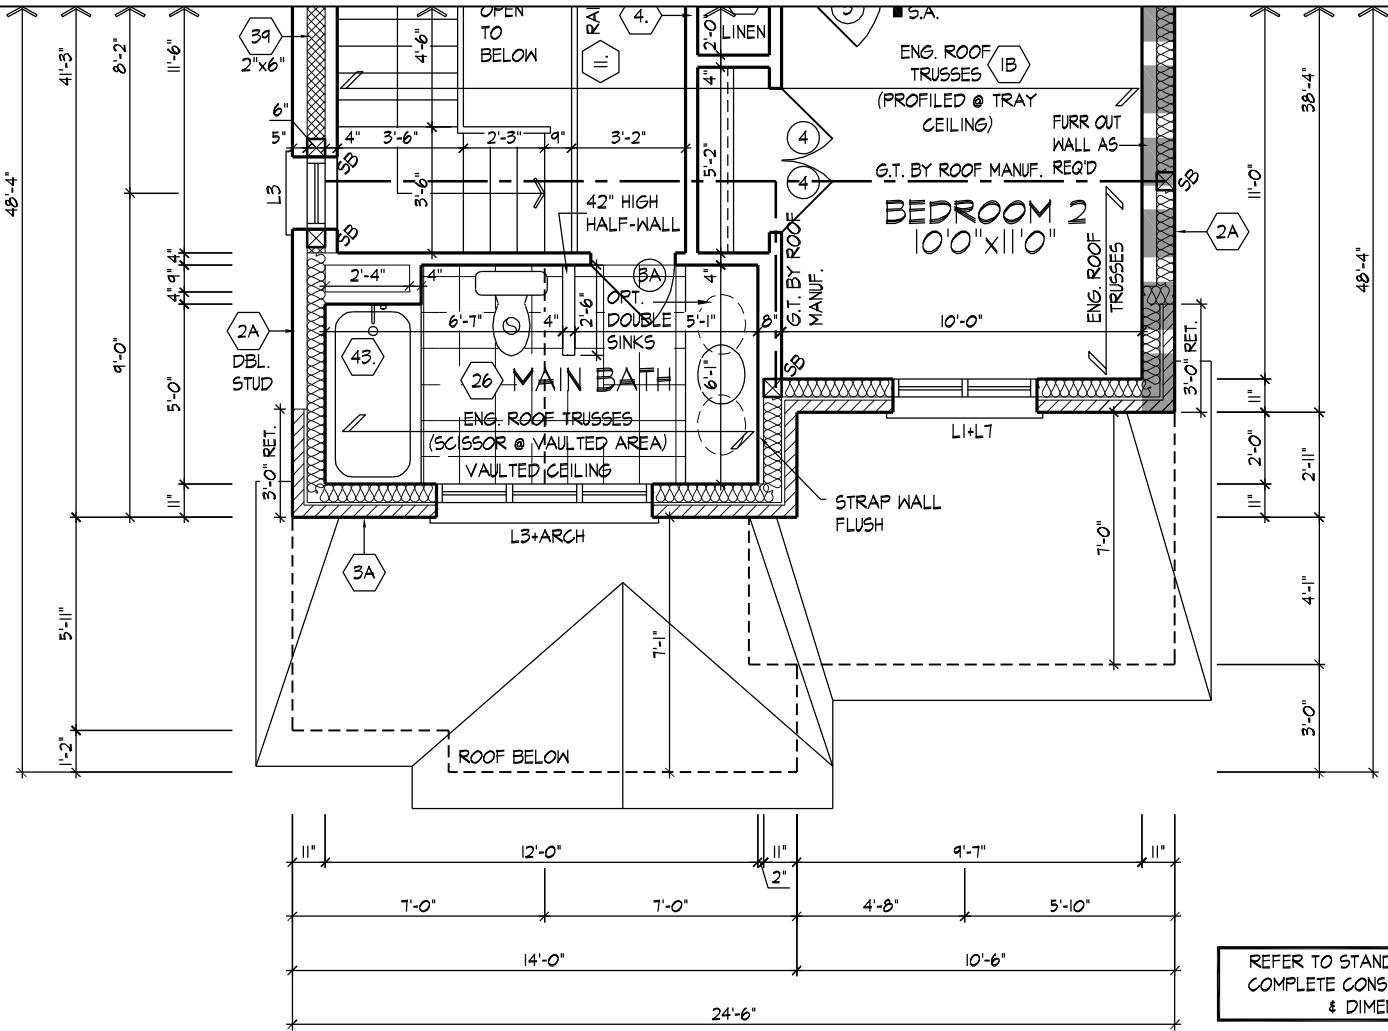 39
2"x6"
6"
5"
4"
3'-6"
2'-3"
9"
3'-2"
OPEN
TO
BELOW
4'-6"
3'-6"
11.
4.
LINEN
2'-0"
4"
5'-2"
4"
S.A.
ENG. ROOF
TRUSSES
1B
(PROFILED @ TRAY
CEILING)
FURR OUT
WALL AS
REQ'D
G.T. BY ROOF MANUF.
4
4
SB
SB
SB
SB
L3
42" HIGH
HALF-WALL
BEDROOM 2
10'0"x11'0"
ENG. ROOF
TRUSSES
G.T. BY ROOF
MANUF.
2A
2A
DBL.
STUD
2'-4"
4"
3A
OPT.
DOUBLE
SINKS
6'-7"
4"
2'-6"
5'-1"
8"
10'-0"
6'-1"
43.
26
MAIN BATH
ENG. ROOF TRUSSES
(SCISSOR @ VAULTED AREA)
VAULTED CEILING
3'-0" RET.
3'-0" RET.
L1+L7
L3+ARCH
STRAP WALL
FLUSH
3A
7'-1"
7'-0"
ROOF BELOW
48'-4"
41'-3"
8'-2"
11'-6"
4"
9"
4"
9'-0"
5'-0"
11"
5'-11"
1'-2"
38'-4"
11'-0"
48'-4"
11"
2'-0"
2'-11"
11"
4'-1"
3'-0"
11"
12'-0"
11"
2"
9'-7"
11"
7'-0"
7'-0"
4'-8"
5'-10"
14'-0"
10'-6"
24'-6"
REFER TO STAND
COMPLETE CONS
& DIME